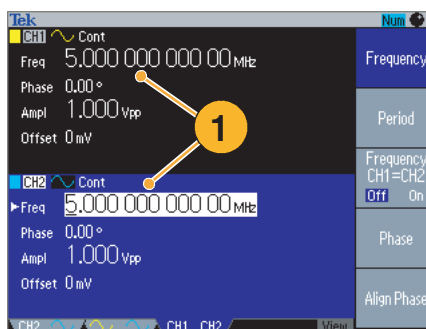 Tek Num
CH1 Cont
Freq 5.000 000 000 00 MHz
Phase 0.00 °
Ampl 1.000 Vpp
Offset 0 mV
1
CH2 Cont
Freq 5.000 000 000 00 MHz
Phase 0.00 °
Ampl 1.000 Vpp
Offset 0 mV
CH2 CH1 CH2 View
Frequency
Period
Frequency
CH1=CH2
Off On
Phase
Align Phase